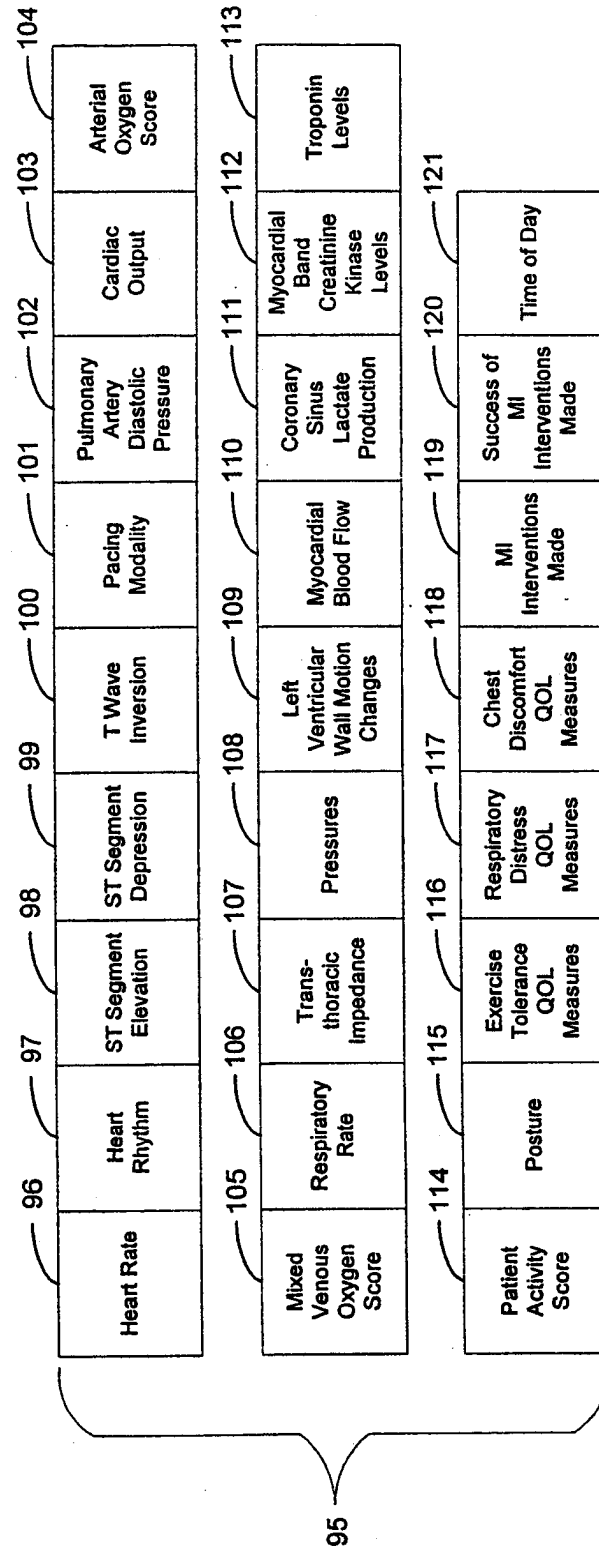 95
96
Heart Rate
97
Heart
Rhythm
98
ST Segment
Elevation
99
ST Segment
Depression
100
T Wave
Inversion
101
Pacing
Modality
102
Pulmonary
Artery
Diastolic
Pressure
103
Cardiac
Output
104
Arterial
Oxygen
Score
105
Mixed
Venous
Oxygen
Score
106
Respiratory
Rate
107
Trans-
thoracic
Impedance
108
Pressures
109
Left
Ventricular
Wall Motion
Changes
110
Myocardial
Blood Flow
111
Coronary
Sinus
Lactate
Production
112
Myocardial
Band
Creatinine
Kinase
Levels
113
Troponin
Levels
114
Patient
Activity
Score
115
Posture
116
Exercise
Tolerance
QOL
Measures
117
Respiratory
Distress
QOL
Measures
118
Chest
Discomfort
QOL
Measures
119
MI
Interventions
Made
120
Success of
MI
Interventions
Made
121
Time of Day